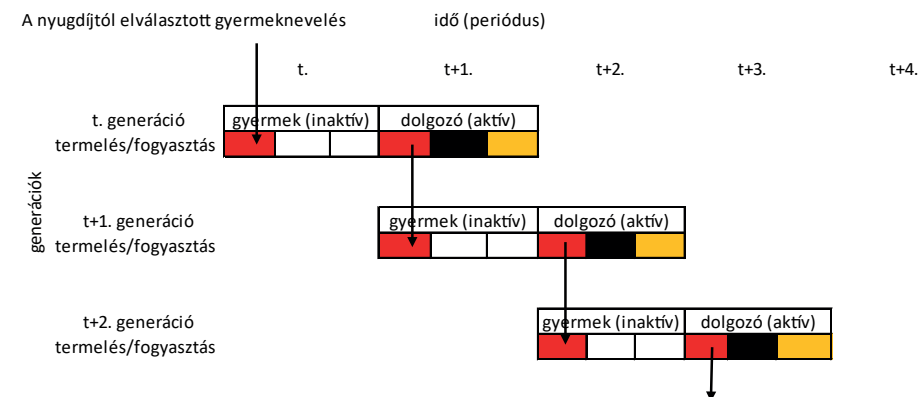 A nyugdíjtól elválasztott gyermeknevelés idő (periódus)
t. t+1. t+2. t+3. t+4.
t. generáció gyermek (inaktív) dolgozó (aktív)
termelés/fogyasztás
generációk
t+1. generáció gyermek (inaktív) dolgozó (aktív)
termelés/fogyasztás
t+2. generáció gyermek (inaktív) dolgozó (aktív)
termelés/fogyasztás